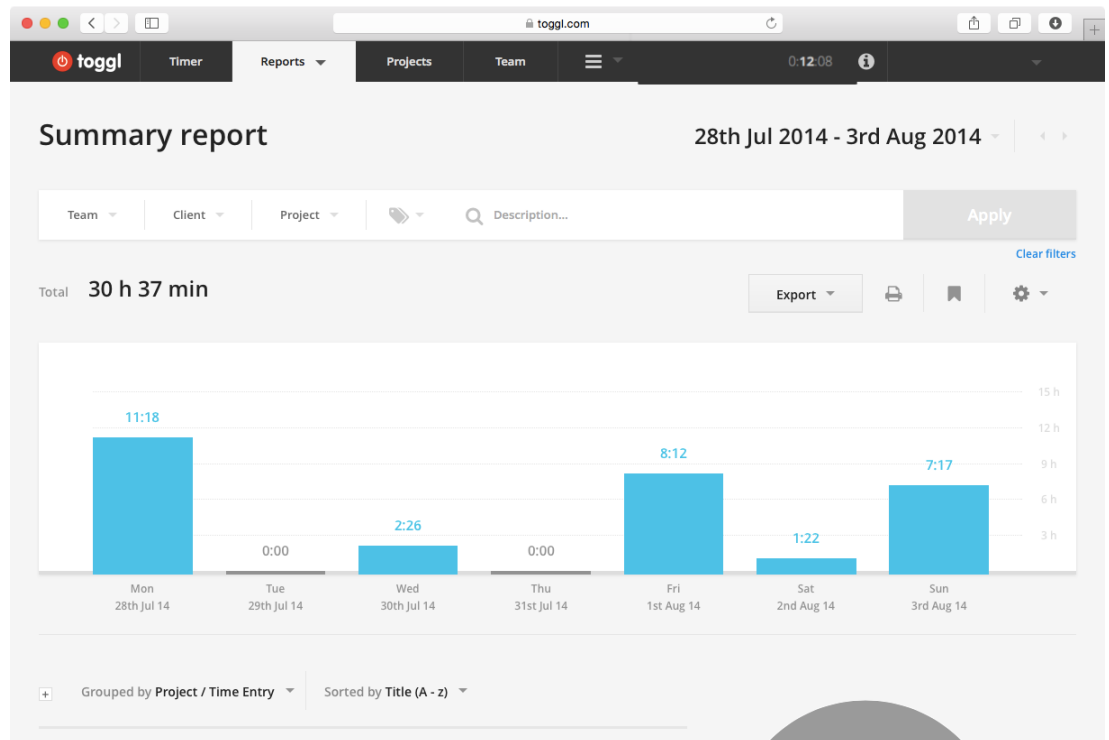 toggl.com
toggl Timer Reports Projects Team 0:12:08
Summary report
28th Jul 2014 - 3rd Aug 2014
Team Client Project Description... Apply
Clear filters
Total 30 h 37 min
Export
15 h
11:18
12 h
8:12
7:17
9 h
6 h
2:26
1:22
3 h
0:00
0:00
Mon Tue Wed Thu Fri Sat Sun
28th Jul 14 29th Jul 14 30th Jul 14 31st Jul 14 1st Aug 14 2nd Aug 14 3rd Aug 14
Grouped by Project / Time Entry Sorted by Title (A - z)